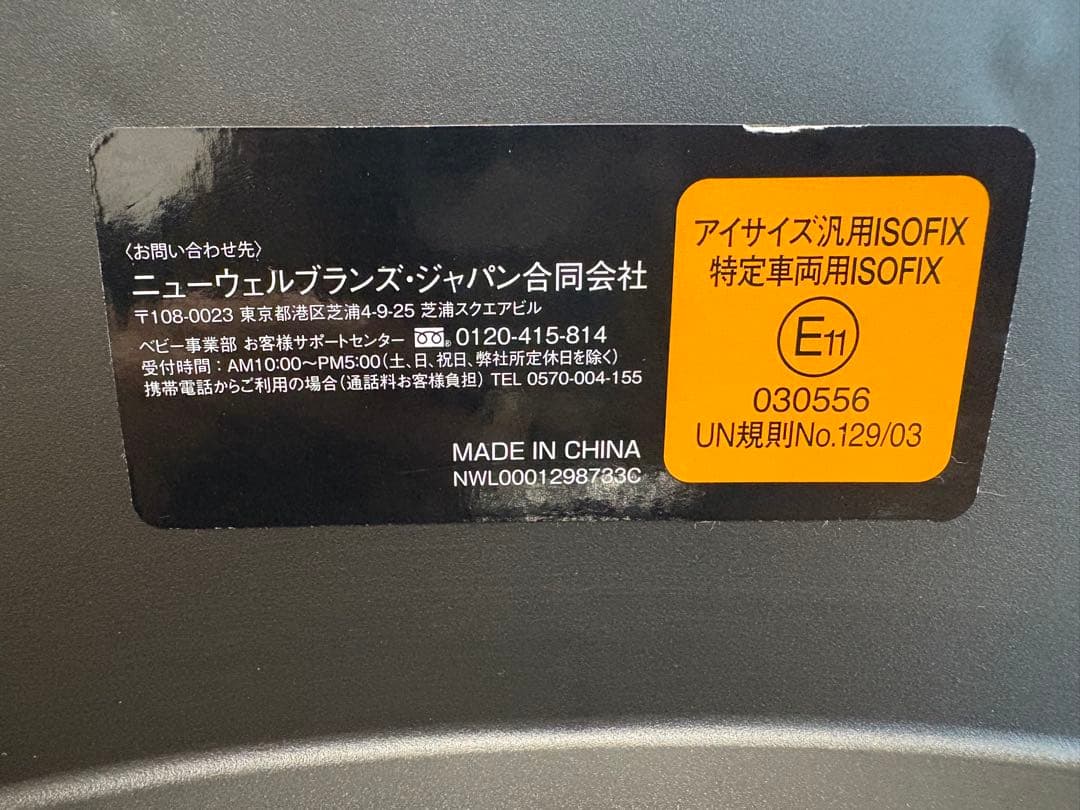 〈お問い合わせ先〉
ニューウェルブランズ・ジャパン合同会社
〒108-0023 東京都港区芝浦4-9-25 芝浦スクエアビル
ベビー事業部 お客様サポートセンター 0120-415-814
受付時間：AM10:00〜PM5:00（土、日、祝日、弊社所定休日を除く）
携帯電話からご利用の場合（通話料お客様負担） TEL 0570-004-155
MADE IN CHINA
NWL0001298733C
アイサイズ汎用ISOFIX
特定車両用ISOFIX
E11
030556
UN規則No.129/03